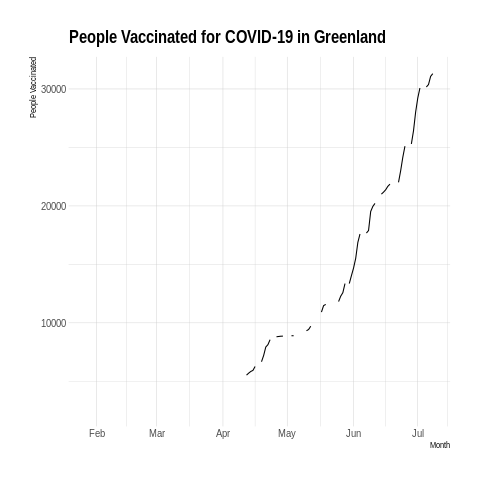 People Vaccinated for COVID-19 in Greenland
People Vaccinated
30000
20000
10000
Feb Mar Apr May Jun Jul
Month